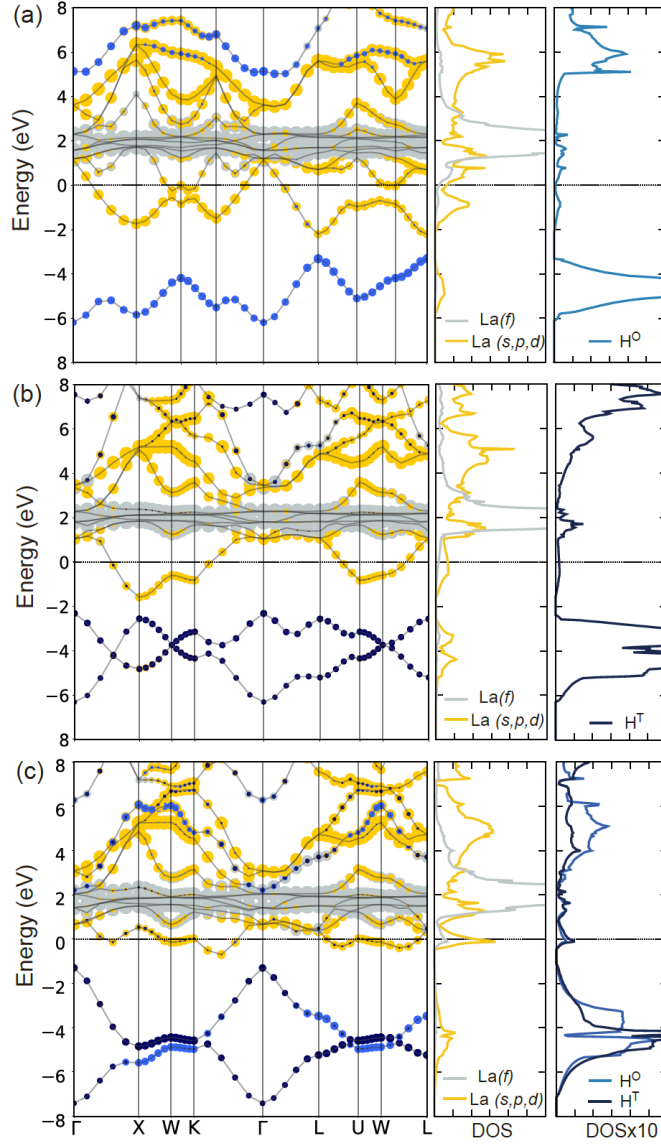 (a)
Energy (eV)
8
6
4
2
0
−2
−4
−6
8
La(f)
La (s,p,d)
H^O
(b)
Energy (eV)
8
6
4
2
0
−2
−4
−6
8
La(f)
La (s,p,d)
H^T
(c)
Energy (eV)
8
6
4
2
0
−2
−4
−6
−8
La(f)
La (s,p,d)
H^O
H^T
Γ X W K Γ L U W L
DOS
DOSx10